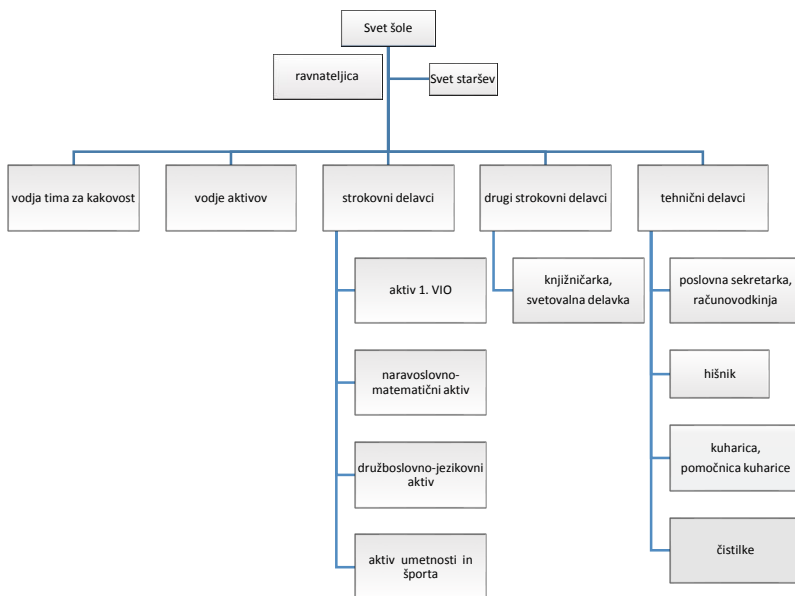 Svet šole
ravnateljica
Svet staršev
vodja tima za kakovost
vodje aktivov
strokovni delavci
drugi strokovni delavci
tehnični delavci
aktiv 1. VIO
naravoslovno-
matematični aktiv
družboslovno-jezikovni
aktiv
aktiv umetnosti in
športa
knjižničarka,
svetovalna delavka
poslovna sekretarka,
računovodkinja
hišnik
kuharica,
pomočnica kuharice
čistilke